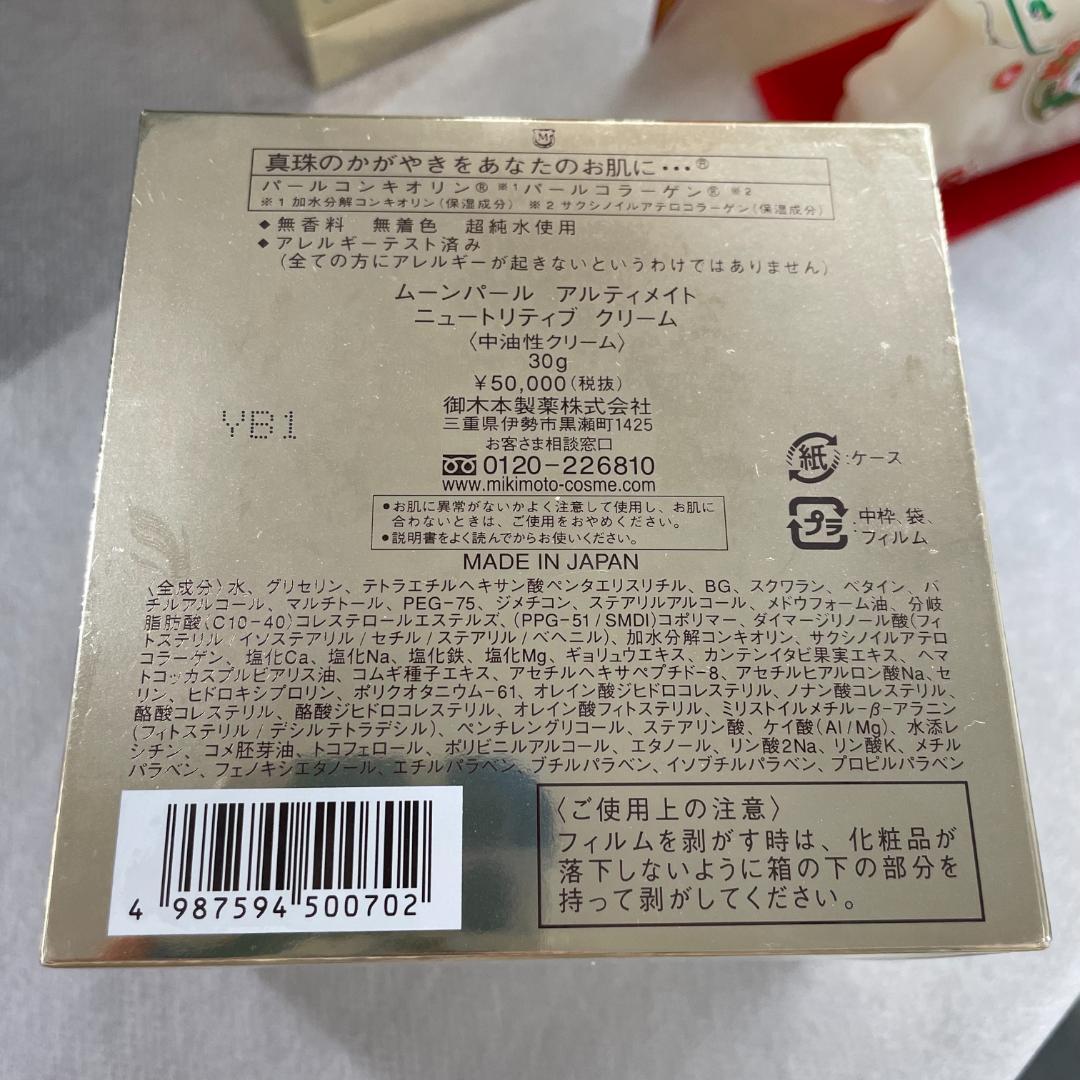 真珠のかがやきをあなたのお肌に…®
パールコンキオリン® ※1 パールコラーゲン® ※2
※1 加水分解コンキオリン(保湿成分) ※2 サクシノイルアテロコラーゲン(保湿成分)
◆無香料 無着色 超純水使用
◆アレルギーテスト済み
(全ての方にアレルギーが起きないというわけではありません)
ムーンパール アルティメイト
ニュートリティブ クリーム
〈中油性クリーム〉
30g
¥50,000(税抜)
御木本製薬株式会社
三重県伊勢市黒瀬町1425
お客さま相談窓口
0120-226810
www.mikimoto-cosme.com
YB1
紙:ケース
プラ:中枠、袋、
フィルム
●お肌に異常がないかよく注意して使用し、お肌に
合わないときは、ご使用をおやめください。
●説明書をよく読んでからお使いください。
MADE IN JAPAN
〈全成分〉水、グリセリン、テトラエチルヘキサン酸ペンタエリスリチル、BG、スクワラン、ベタイン、バ
チルアルコール、マルチトール、PEG-75、ジメチコン、ステアリルアルコール、メドウフォーム油、分岐
脂肪酸(C10-40)コレステロールエステルズ、(PPG-51/SMDI)コポリマー、ダイマージリノール酸(フィ
トステリル/イソステアリル/セチル/ステアリル/ベヘニル)、加水分解コンキオリン、サクシノイルアテロ
コラーゲン、塩化Ca、塩化Na、塩化鉄、塩化Mg、ギョリュウエキス、カンテンイタビ果実エキス、ヘマ
トコッカスプルビアリス油、コムギ種子エキス、アセチルヘキサペプチド-8、アセチルヒアルロン酸Na、セ
リン、ヒドロキシプロリン、ポリクオタニウム-61、オレイン酸ジヒドロコレステリル、ノナン酸コレステリル、
酪酸コレステリル、酪酸ジヒドロコレステリル、オレイン酸フィトステリル、ミリストイルメチル-β-アラニン
(フィトステリル/デシルテトラデシル)、ペンチレングリコール、ステアリン酸、ケイ酸(Al/Mg)、水添レ
シチン、コメ胚芽油、トコフェロール、ポリビニルアルコール、エタノール、リン酸2Na、リン酸K、メチル
パラベン、フェノキシエタノール、エチルパラベン、ブチルパラベン、イソブチルパラベン、プロピルパラベン
4 987594 500702
〈ご使用上の注意〉
フィルムを剥がす時は、化粧品が
落下しないように箱の下の部分を
持って剥がしてください。